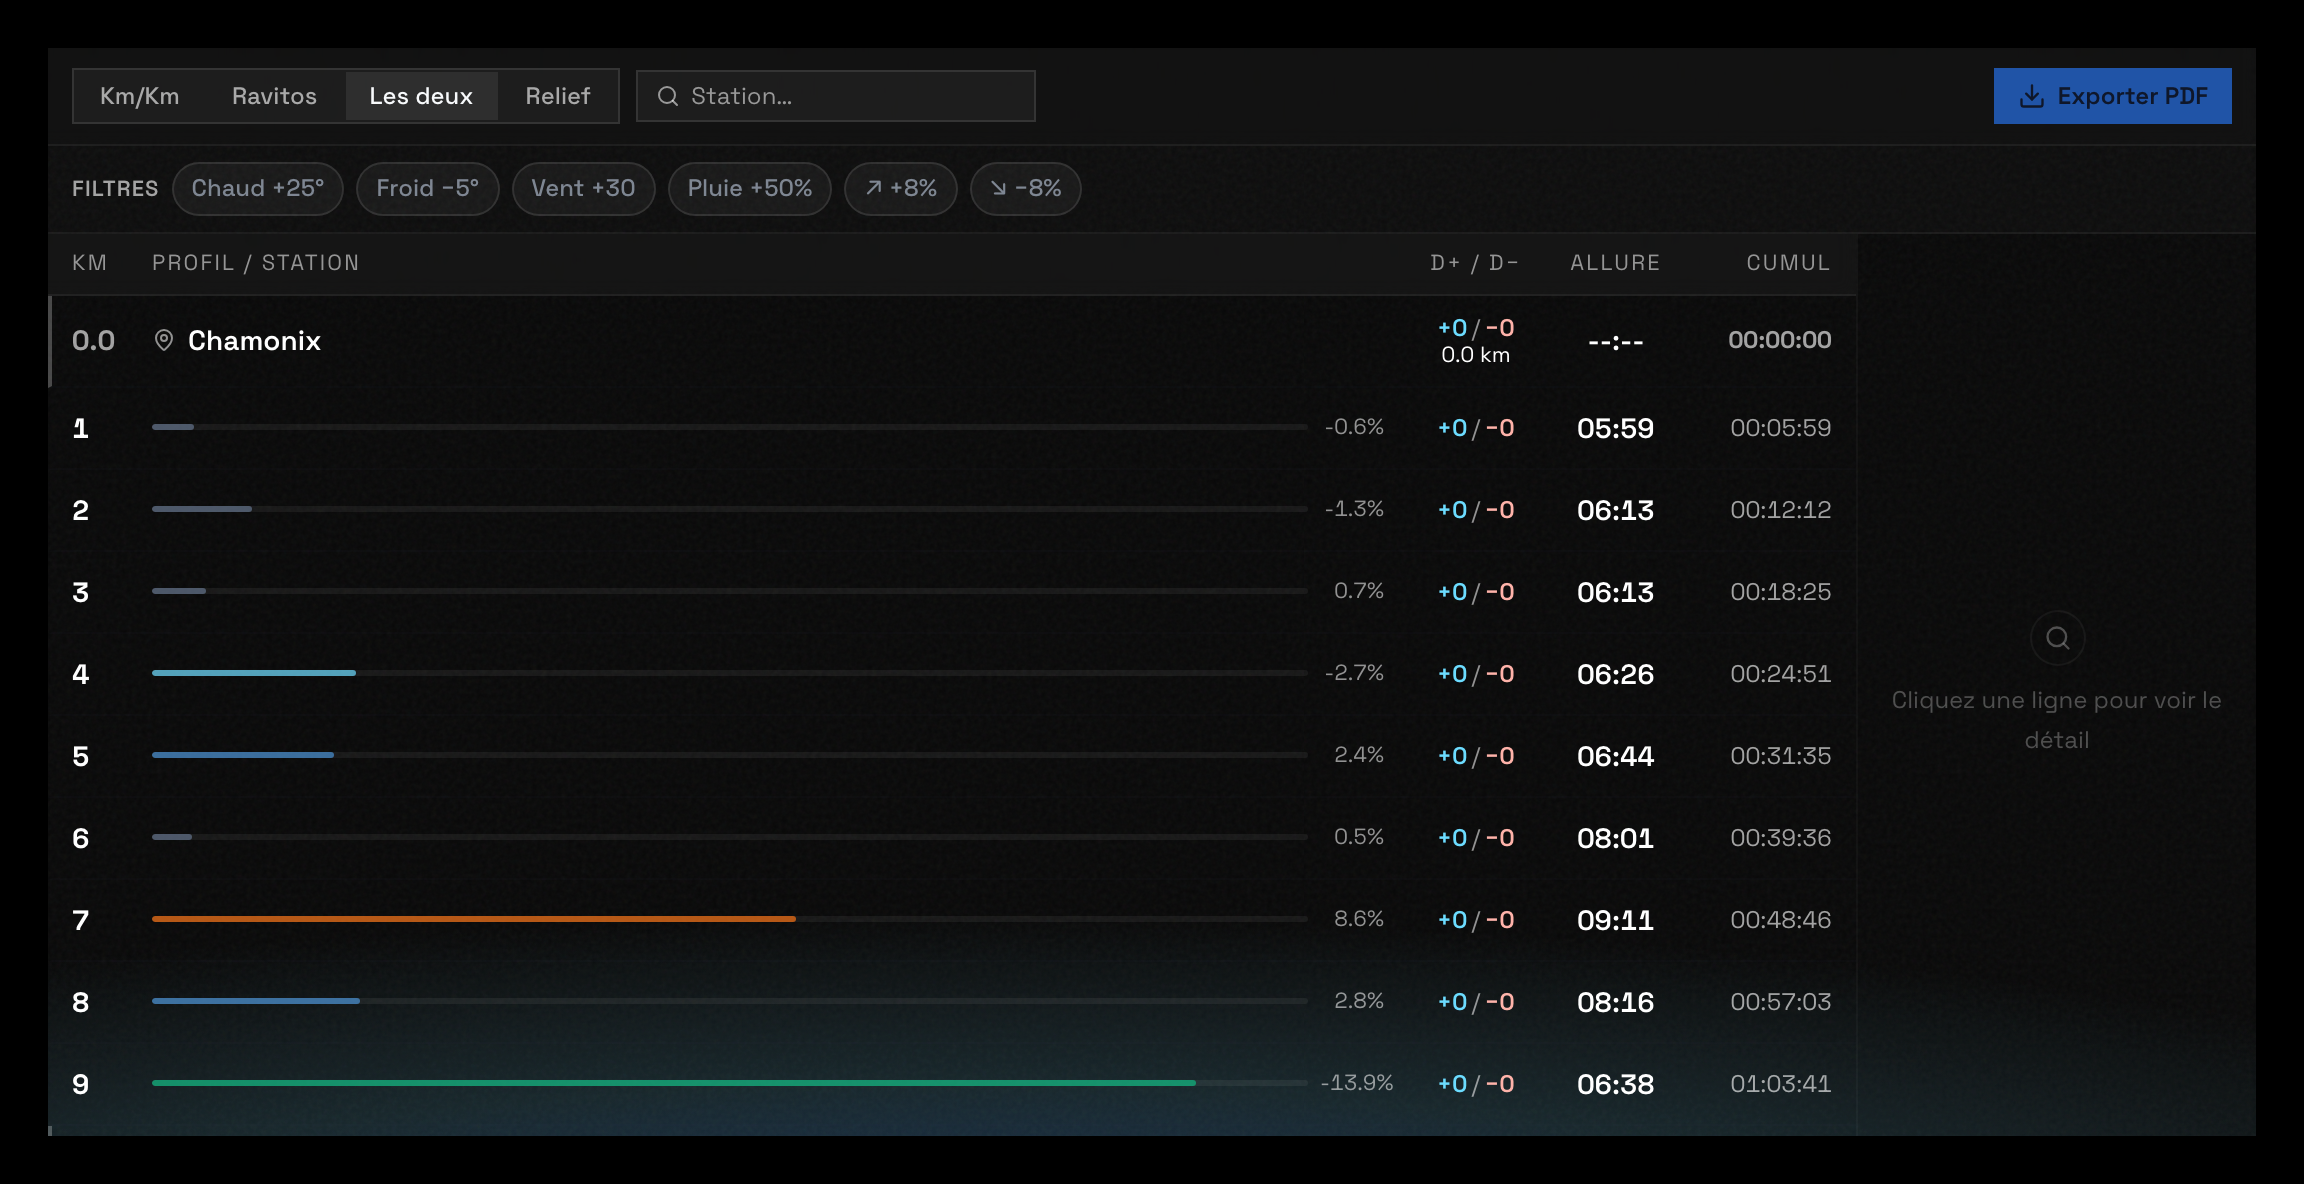 Km/Km Ravitos Les deux Relief Station... Exporter PDF
FILTRES Chaud +25° Froid −5° Vent +30 Pluie +50% ↗ +8% ↘ −8%
KM PROFIL / STATION D+ / D− ALLURE CUMUL
0.0 Chamonix +0 / −0 --:-- 00:00:00
0.0 km
1 -0.6% +0 / −0 05:59 00:05:59
2 -1.3% +0 / −0 06:13 00:12:12
3 0.7% +0 / −0 06:13 00:18:25
4 -2.7% +0 / −0 06:26 00:24:51
5 2.4% +0 / −0 06:44 00:31:35
6 0.5% +0 / −0 08:01 00:39:36
7 8.6% +0 / −0 09:11 00:48:46
8 2.8% +0 / −0 08:16 00:57:03
9 -13.9% +0 / −0 06:38 01:03:41
Cliquez une ligne pour voir le
détail